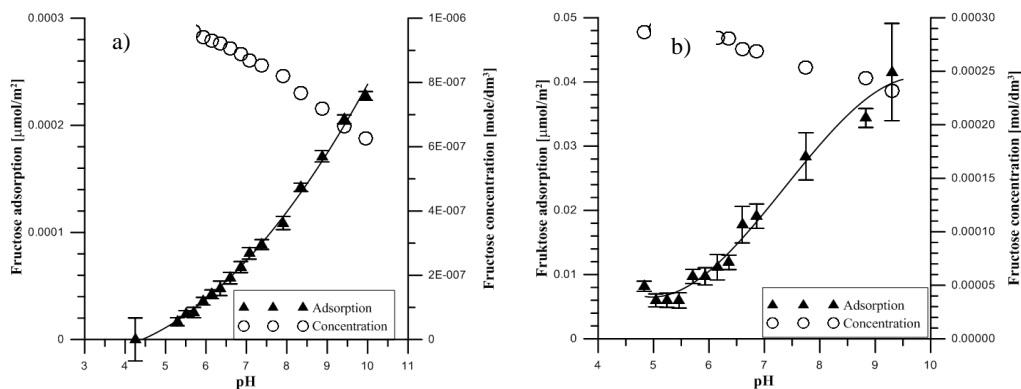 a)
Fructose adsorption [µmol/m²]
0.0003
0.0002
0.0001
0
3 4 5 6 7 8 9 10 11
pH
1E-006
8E-007
6E-007
4E-007
2E-007
0
Fructose concentration [mole/dm³]
Adsorption
Concentration
b)
Fruktose adsorption [µmol/m²]
0.05
0.04
0.03
0.02
0.01
0
4 5 6 7 8 9 10
pH
0.00030
0.00025
0.00020
0.00015
0.00010
0.00005
0.00000
Fructose concentration [mole/dm³]
Adsorption
Concentration